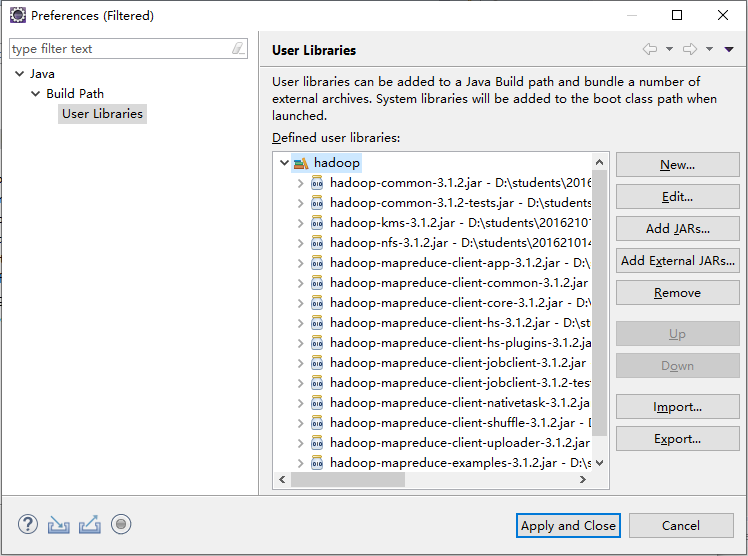 Preferences (Filtered)
type filter text
Java
Build Path
User Libraries
User Libraries
User libraries can be added to a Java Build path and bundle a number of
external archives. System libraries will be added to the boot class path when
launched.
Defined user libraries:
hadoop
hadoop-common-3.1.2.jar - D:\students\2016
hadoop-common-3.1.2-tests.jar - D:\students
hadoop-kms-3.1.2.jar - D:\students\20162101
hadoop-nfs-3.1.2.jar - D:\students\201621014
hadoop-mapreduce-client-app-3.1.2.jar - D:\
hadoop-mapreduce-client-common-3.1.2.jar
hadoop-mapreduce-client-core-3.1.2.jar - D:\
hadoop-mapreduce-client-hs-3.1.2.jar - D:\st
hadoop-mapreduce-client-hs-plugins-3.1.2.ja
hadoop-mapreduce-client-jobclient-3.1.2.jar
hadoop-mapreduce-client-jobclient-3.1.2-tes
hadoop-mapreduce-client-nativetask-3.1.2.ja
hadoop-mapreduce-client-shuffle-3.1.2.jar - D
hadoop-mapreduce-client-uploader-3.1.2.jar
hadoop-mapreduce-examples-3.1.2.jar - D:\s
New...
Edit...
Add JARs...
Add External JARs...
Remove
Up
Down
Import...
Export...
Apply and Close
Cancel